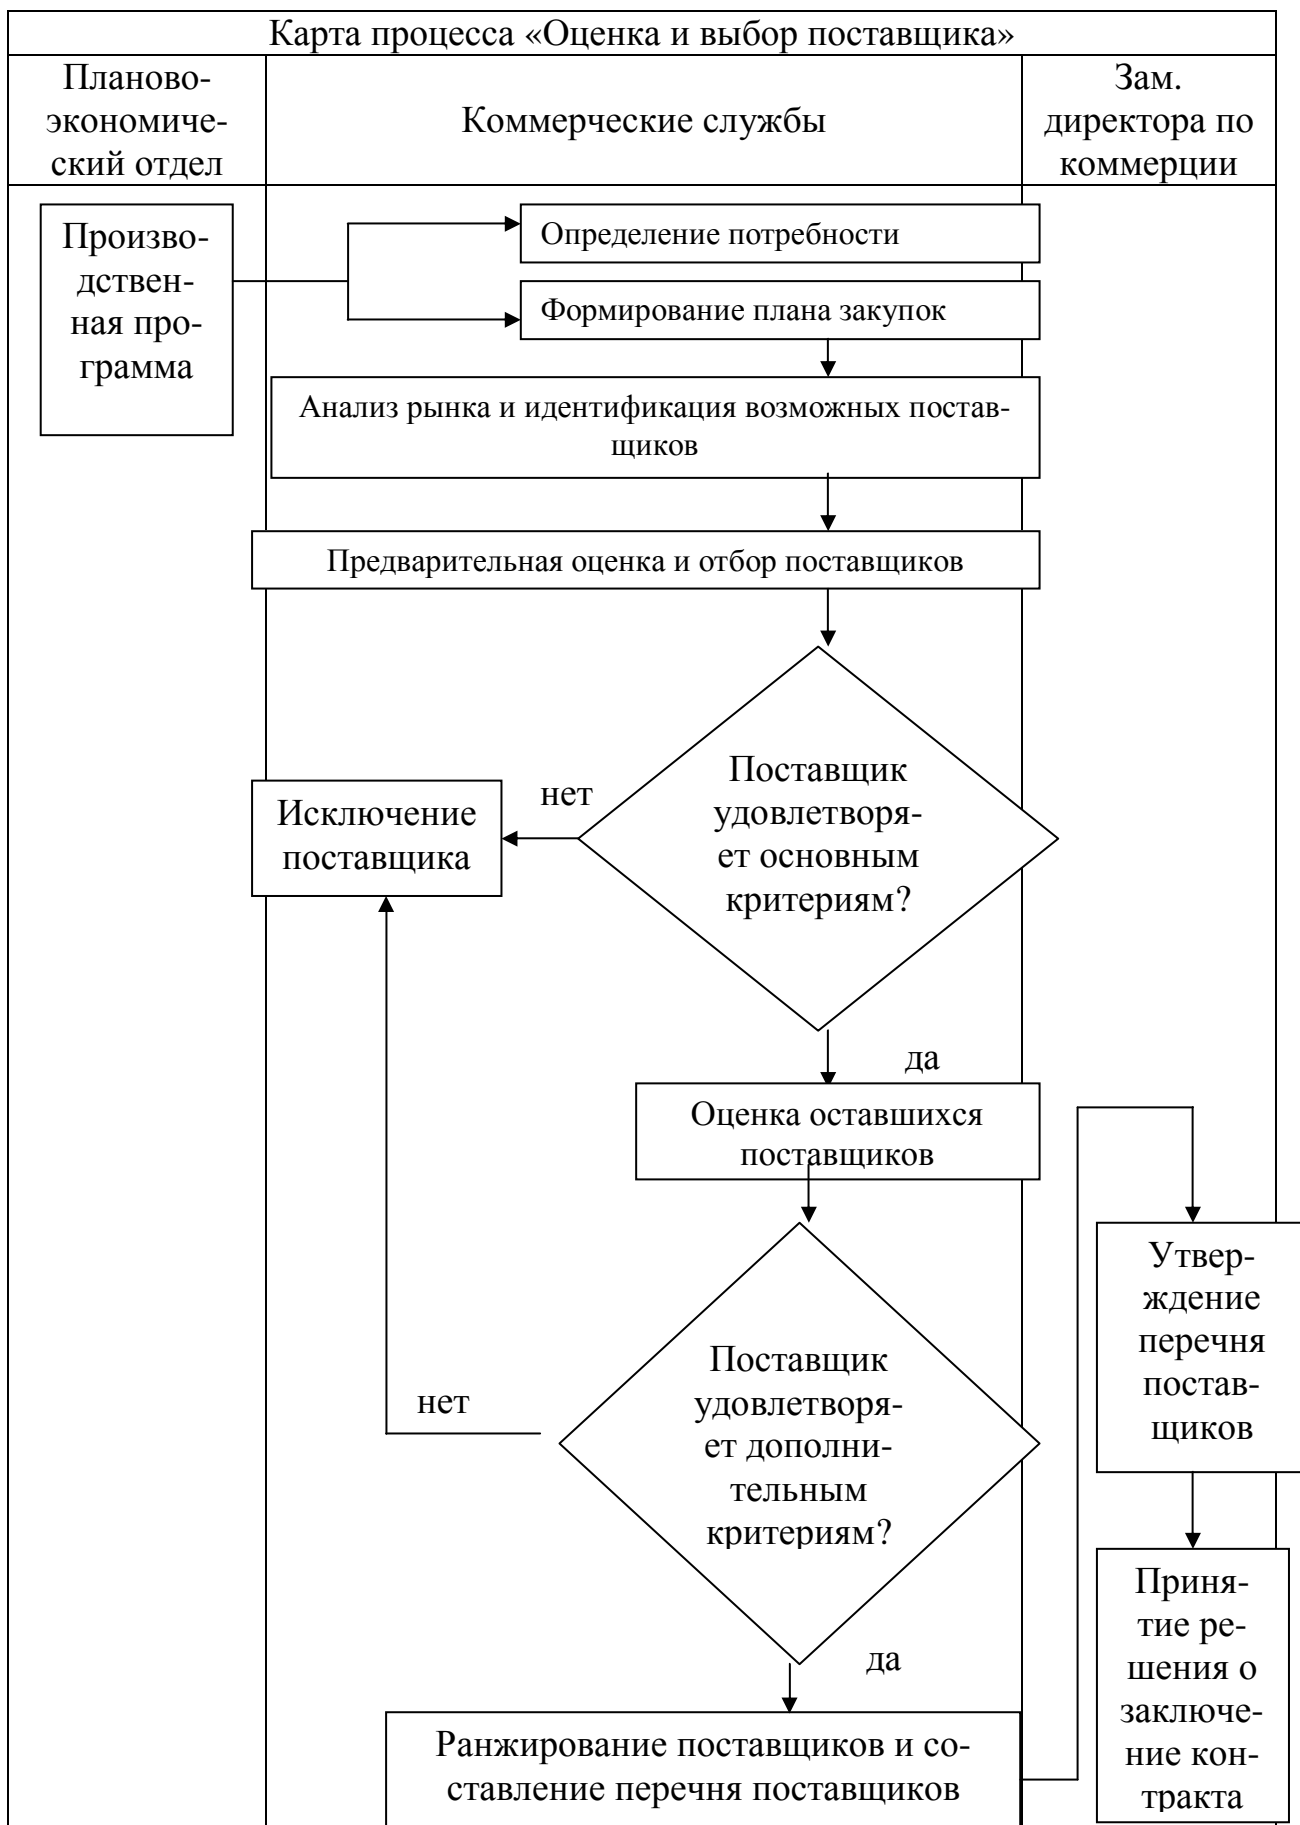 Карта процесса «Оценка и выбор поставщика»
Планово-
экономиче-
ский отдел
Коммерческие службы
Зам.
директора по
коммерции
Произво-
дствен-
ная про-
грамма
Определение потребности
Формирование плана закупок
Анализ рынка и идентификация возможных постав-
щиков
Предварительная оценка и отбор поставщиков
Поставщик
удовлетворя-
ет основным
критериям?
нет
Исключение
поставщика
да
Оценка оставшихся
поставщиков
Поставщик
удовлетворя-
ет дополни-
тельным
критериям?
нет
да
Ранжирование поставщиков и со-
ставление перечня поставщиков
Утвер-
ждение
перечня
постав-
щиков
Приня-
тие ре-
шения о
заключе-
ние кон-
тракта